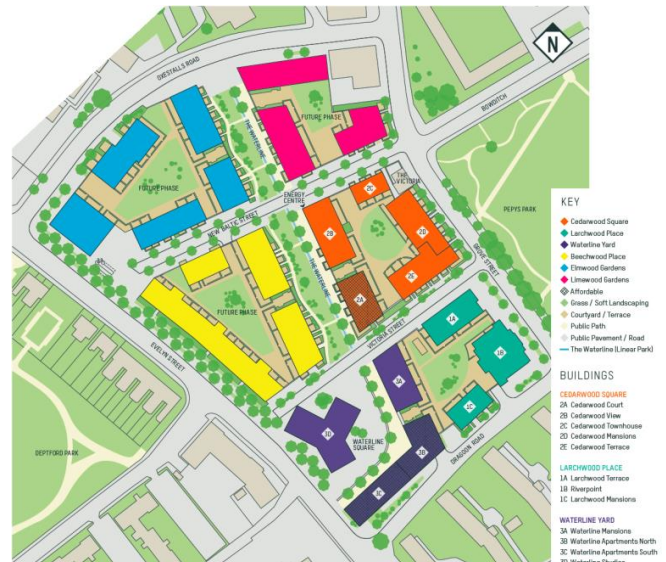 OXESTALLS ROAD
N
BOWDITCH
THE WATERLINE
FUTURE PHASE
THE VICTORIA
FUTURE PHASE
2C
ENERGY CENTRE
PEPYS PARK
NEW BALTIC STREET
2B
2D
THE WATERLINE
2E
GROVE STREET
2A
FUTURE PHASE
VICTORIA STREET
1A
EVELYN STREET
1B
3A
1C
3D
WATERLINE SQUARE
3B
DRAGOON ROAD
DEPTFORD PARK
3C
KEY
Cedarwood Square
Larchwood Place
Waterline Yard
Beechwood Place
Elmwood Gardens
Limewood Gardens
Affordable
Grass / Soft Landscaping
Courtyard / Terrace
Public Path
Public Pavement / Road
The Waterline (Linear Park)
BUILDINGS
CEDARWOOD SQUARE
2A Cedarwood Court
2B Cedarwood View
2C Cedarwood Townhouse
2D Cedarwood Mansions
2E Cedarwood Terrace
LARCHWOOD PLACE
1A Larchwood Terrace
1B Riverpoint
1C Larchwood Mansions
WATERLINE YARD
3A Waterline Mansions
3B Waterline Apartments North
3C Waterline Apartments South
3D Waterline Studios